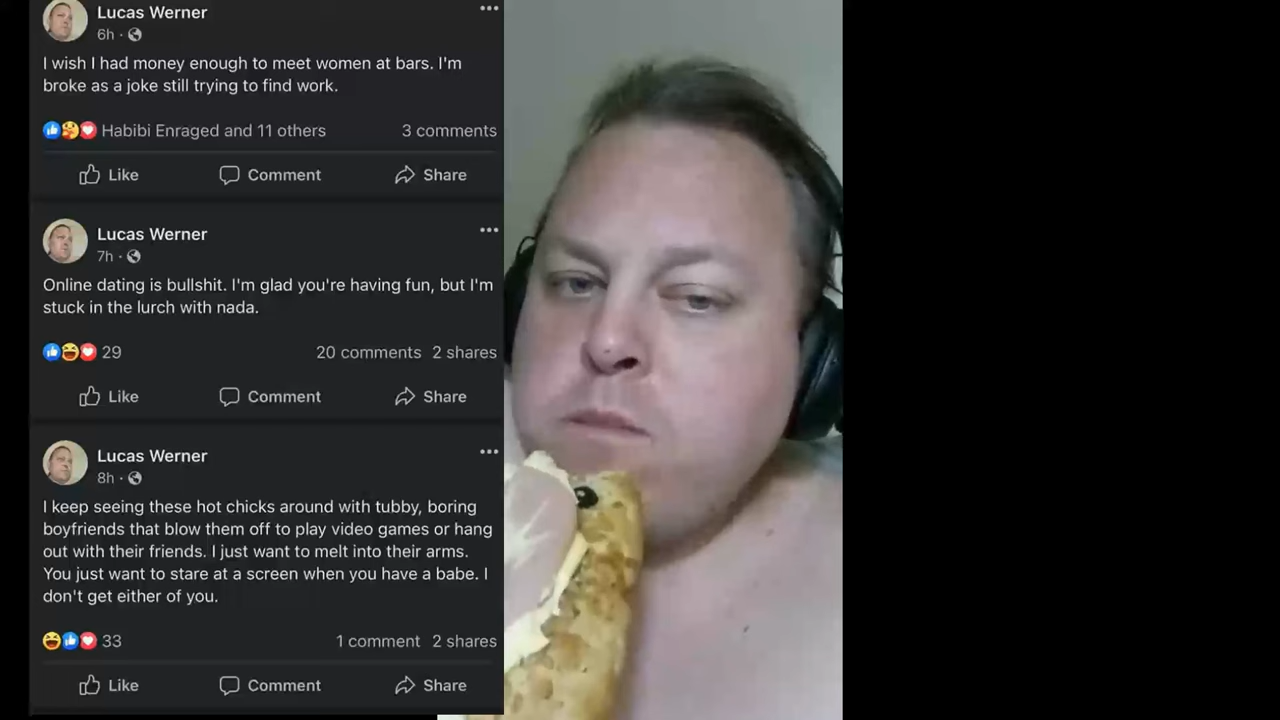 Lucas Werner
6h ·
I wish I had money enough to meet women at bars. I'm
broke as a joke still trying to find work.
Habibi Enraged and 11 others 3 comments
Like Comment Share
Lucas Werner
7h ·
Online dating is bullshit. I'm glad you're having fun, but I'm
stuck in the lurch with nada.
29 20 comments 2 shares
Like Comment Share
Lucas Werner
8h ·
I keep seeing these hot chicks around with tubby, boring
boyfriends that blow them off to play video games or hang
out with their friends. I just want to melt into their arms.
You just want to stare at a screen when you have a babe. I
don't get either of you.
33 1 comment 2 shares
Like Comment Share